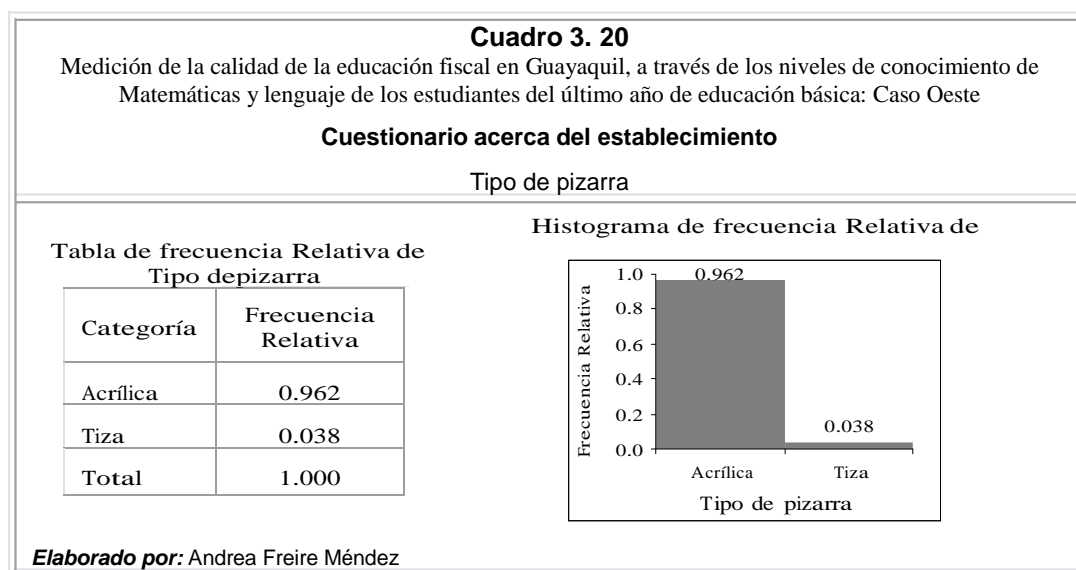 Cuadro 3. 20
Medición de la calidad de la educación fiscal en Guayaquil, a través de los niveles de conocimiento de
Matemáticas y lenguaje de los estudiantes del último año de educación básica: Caso Oeste
Cuestionario acerca del establecimiento
Tipo de pizarra
Tabla de frecuencia Relativa de
Tipo depizarra
Categoría Frecuencia Relativa
Acrílica 0.962
Tiza 0.038
Total 1.000
Histograma de frecuencia Relativa de
Frecuencia Relativa
1.0
0.8
0.6
0.4
0.2
0.0
0.962
0.038
Acrílica Tiza
Tipo de pizarra
Elaborado por: Andrea Freire Méndez